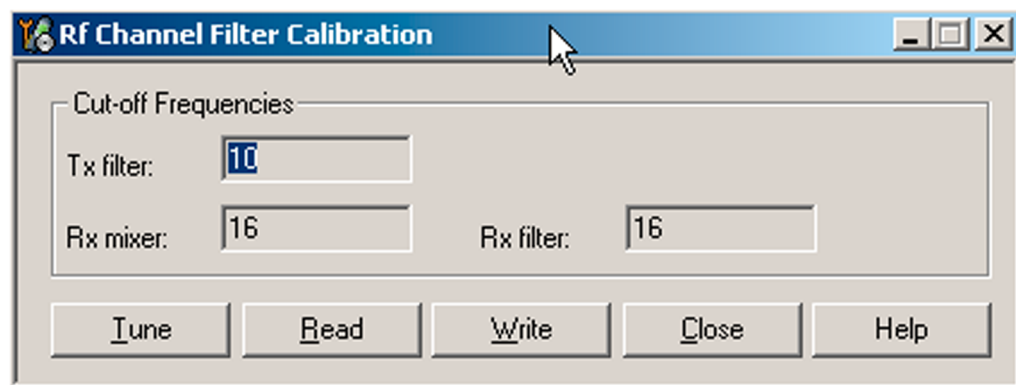 Rf Channel Filter Calibration
Cut-off Frequencies
Tx filter: 10
Rx mixer: 16 Rx filter: 16
Tune Read Write Close Help